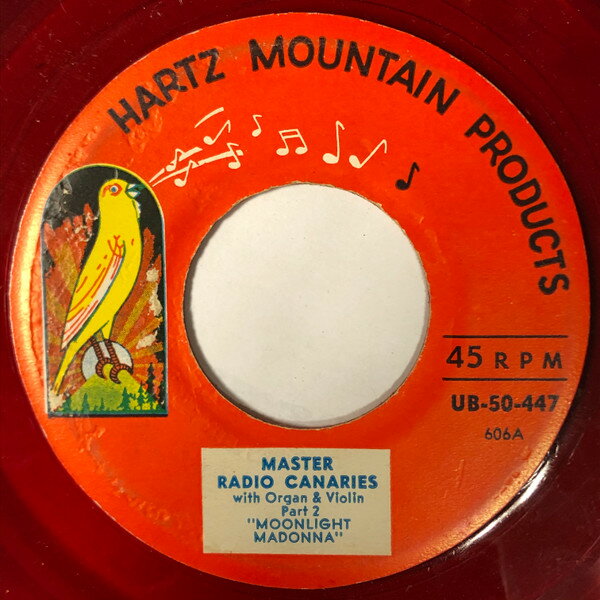 HARTZ MOUNTAIN PRODUCTS
45 RPM
UB-50-447
606A
MASTER
RADIO CANARIES
with Organ & Violin
Part 2
"MOONLIGHT
MADONNA"